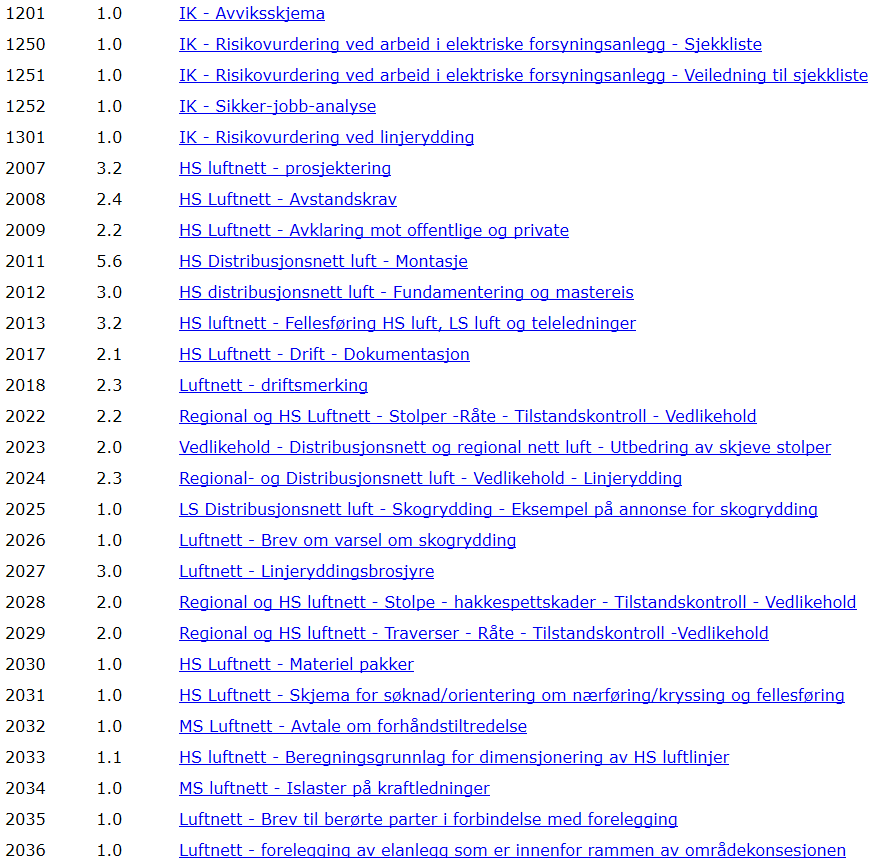 1201 1.0 IK - Avviksskjema
1250 1.0 IK - Risikovurdering ved arbeid i elektriske forsyningsanlegg - Sjekkliste
1251 1.0 IK - Risikovurdering ved arbeid i elektriske forsyningsanlegg - Veiledning til sjekkliste
1252 1.0 IK - Sikker-jobb-analyse
1301 1.0 IK - Risikovurdering ved linjerydding
2007 3.2 HS luftnett - prosjektering
2008 2.4 HS Luftnett - Avstandskrav
2009 2.2 HS Luftnett - Avklaring mot offentlige og private
2011 5.6 HS Distribusjonsnett luft - Montasje
2012 3.0 HS distribusjonsnett luft - Fundamentering og mastereis
2013 3.2 HS luftnett - Fellesføring HS luft, LS luft og teleledninger
2017 2.1 HS Luftnett - Drift - Dokumentasjon
2018 2.3 Luftnett - driftsmerking
2022 2.2 Regional og HS Luftnett - Stolper -Råte - Tilstandskontroll - Vedlikehold
2023 2.0 Vedlikehold - Distribusjonsnett og regional nett luft - Utbedring av skjeve stolper
2024 2.3 Regional- og Distribusjonsnett luft - Vedlikehold - Linjerydding
2025 1.0 LS Distribusjonsnett luft - Skogrydding - Eksempel på annonse for skogrydding
2026 1.0 Luftnett - Brev om varsel om skogrydding
2027 3.0 Luftnett - Linjeryddingsbrosjyre
2028 2.0 Regional og HS luftnett - Stolpe - hakkespettskader - Tilstandskontroll - Vedlikehold
2029 2.0 Regional og HS luftnett - Traverser - Råte - Tilstandskontroll -Vedlikehold
2030 1.0 HS Luftnett - Materiel pakker
2031 1.0 HS Luftnett - Skjema for søknad/orientering om nærføring/kryssing og fellesføring
2032 1.0 MS Luftnett - Avtale om forhåndstiltredelse
2033 1.1 HS luftnett - Beregningsgrunnlag for dimensjonering av HS luftlinjer
2034 1.0 MS luftnett - Islaster på kraftledninger
2035 1.0 Luftnett - Brev til berørte parter i forbindelse med forelegging
2036 1.0 Luftnett - forelegging av elanlegg som er innenfor rammen av områdekonsesjonen